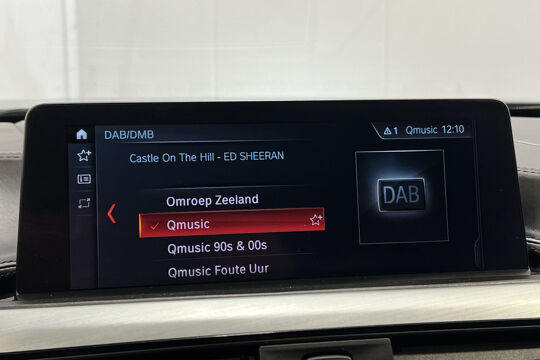 DAB/DMB
1 Qmusic 12:10
Castle On The Hill - ED SHEERAN
Omroep Zeeland
Qmusic
Qmusic 90s & 00s
Qmusic Foute Uur
DAB